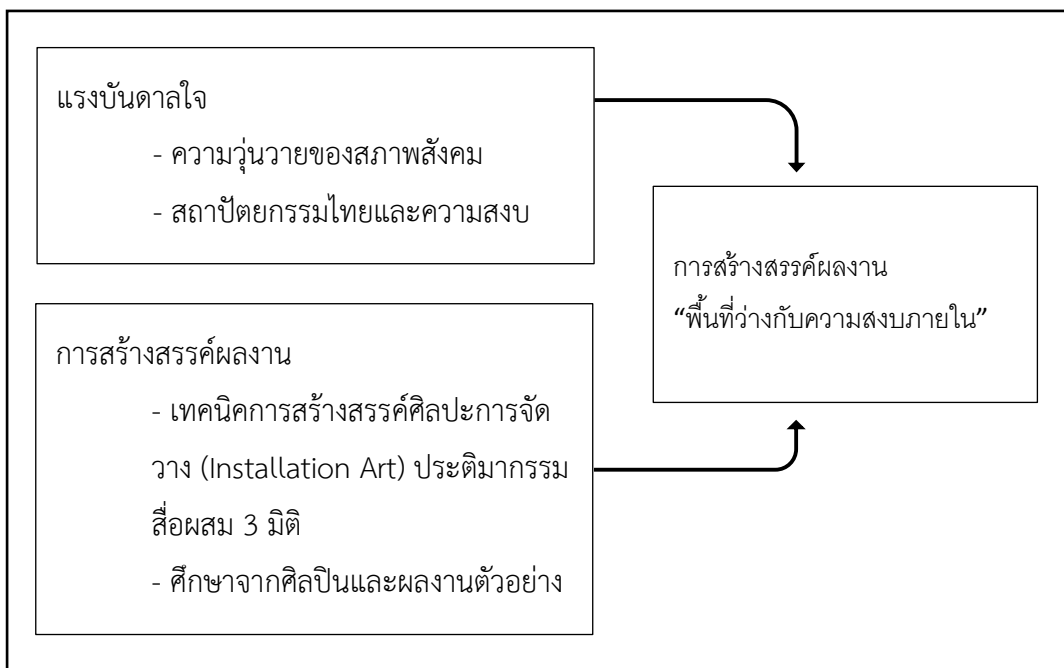 แรงบันดาลใจ
- ความวุ่นวายของสภาพสังคม
- สถาปัตยกรรมไทยและความสงบ
การสร้างสรรค์ผลงาน
- เทคนิคการสร้างสรรค์ศิลปะการจัด
วาง (Installation Art) ประติมากรรม
สื่อผสม 3 มิติ
- ศึกษาจากศิลปินและผลงานตัวอย่าง
การสร้างสรรค์ผลงาน
“พื้นที่ว่างกับความสงบภายใน”